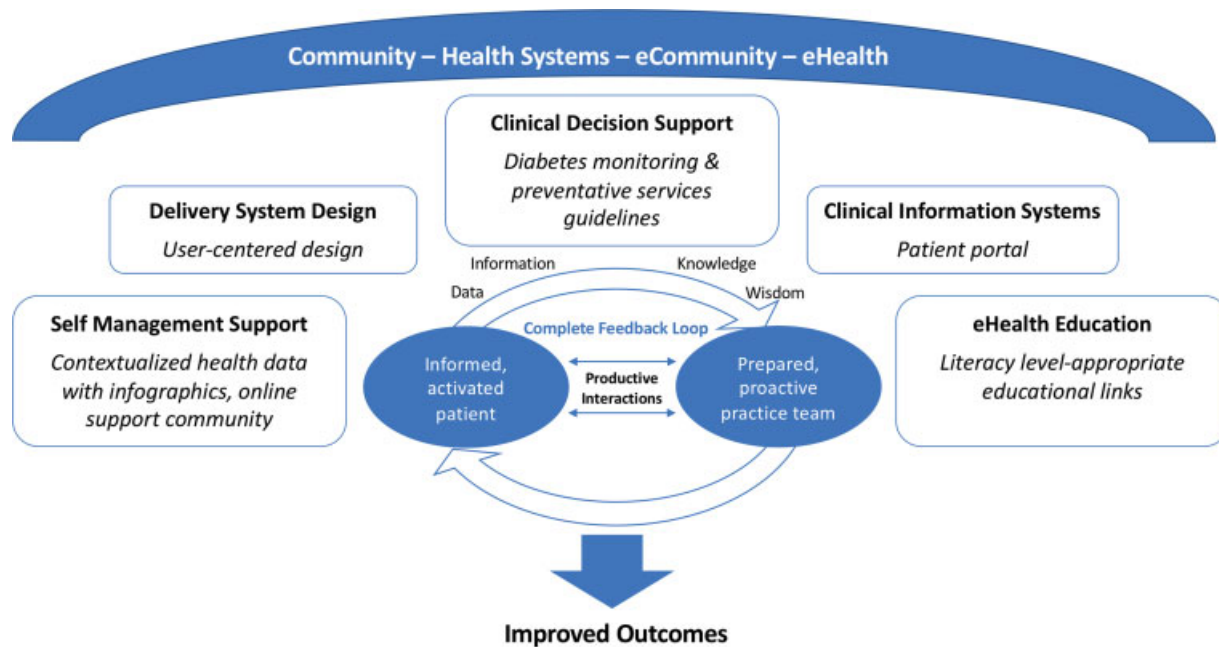 Community – Health Systems – eCommunity – eHealth
Clinical Decision Support
Diabetes monitoring &
preventative services
guidelines
Delivery System Design
User-centered design
Clinical Information Systems
Patient portal
Self Management Support
Contextualized health data
with infographics, online
support community
eHealth Education
Literacy level-appropriate
educational links
Information
Knowledge
Data
Wisdom
Complete Feedback Loop
Informed,
activated
patient
Productive
Interactions
Prepared,
proactive
practice team
Improved Outcomes